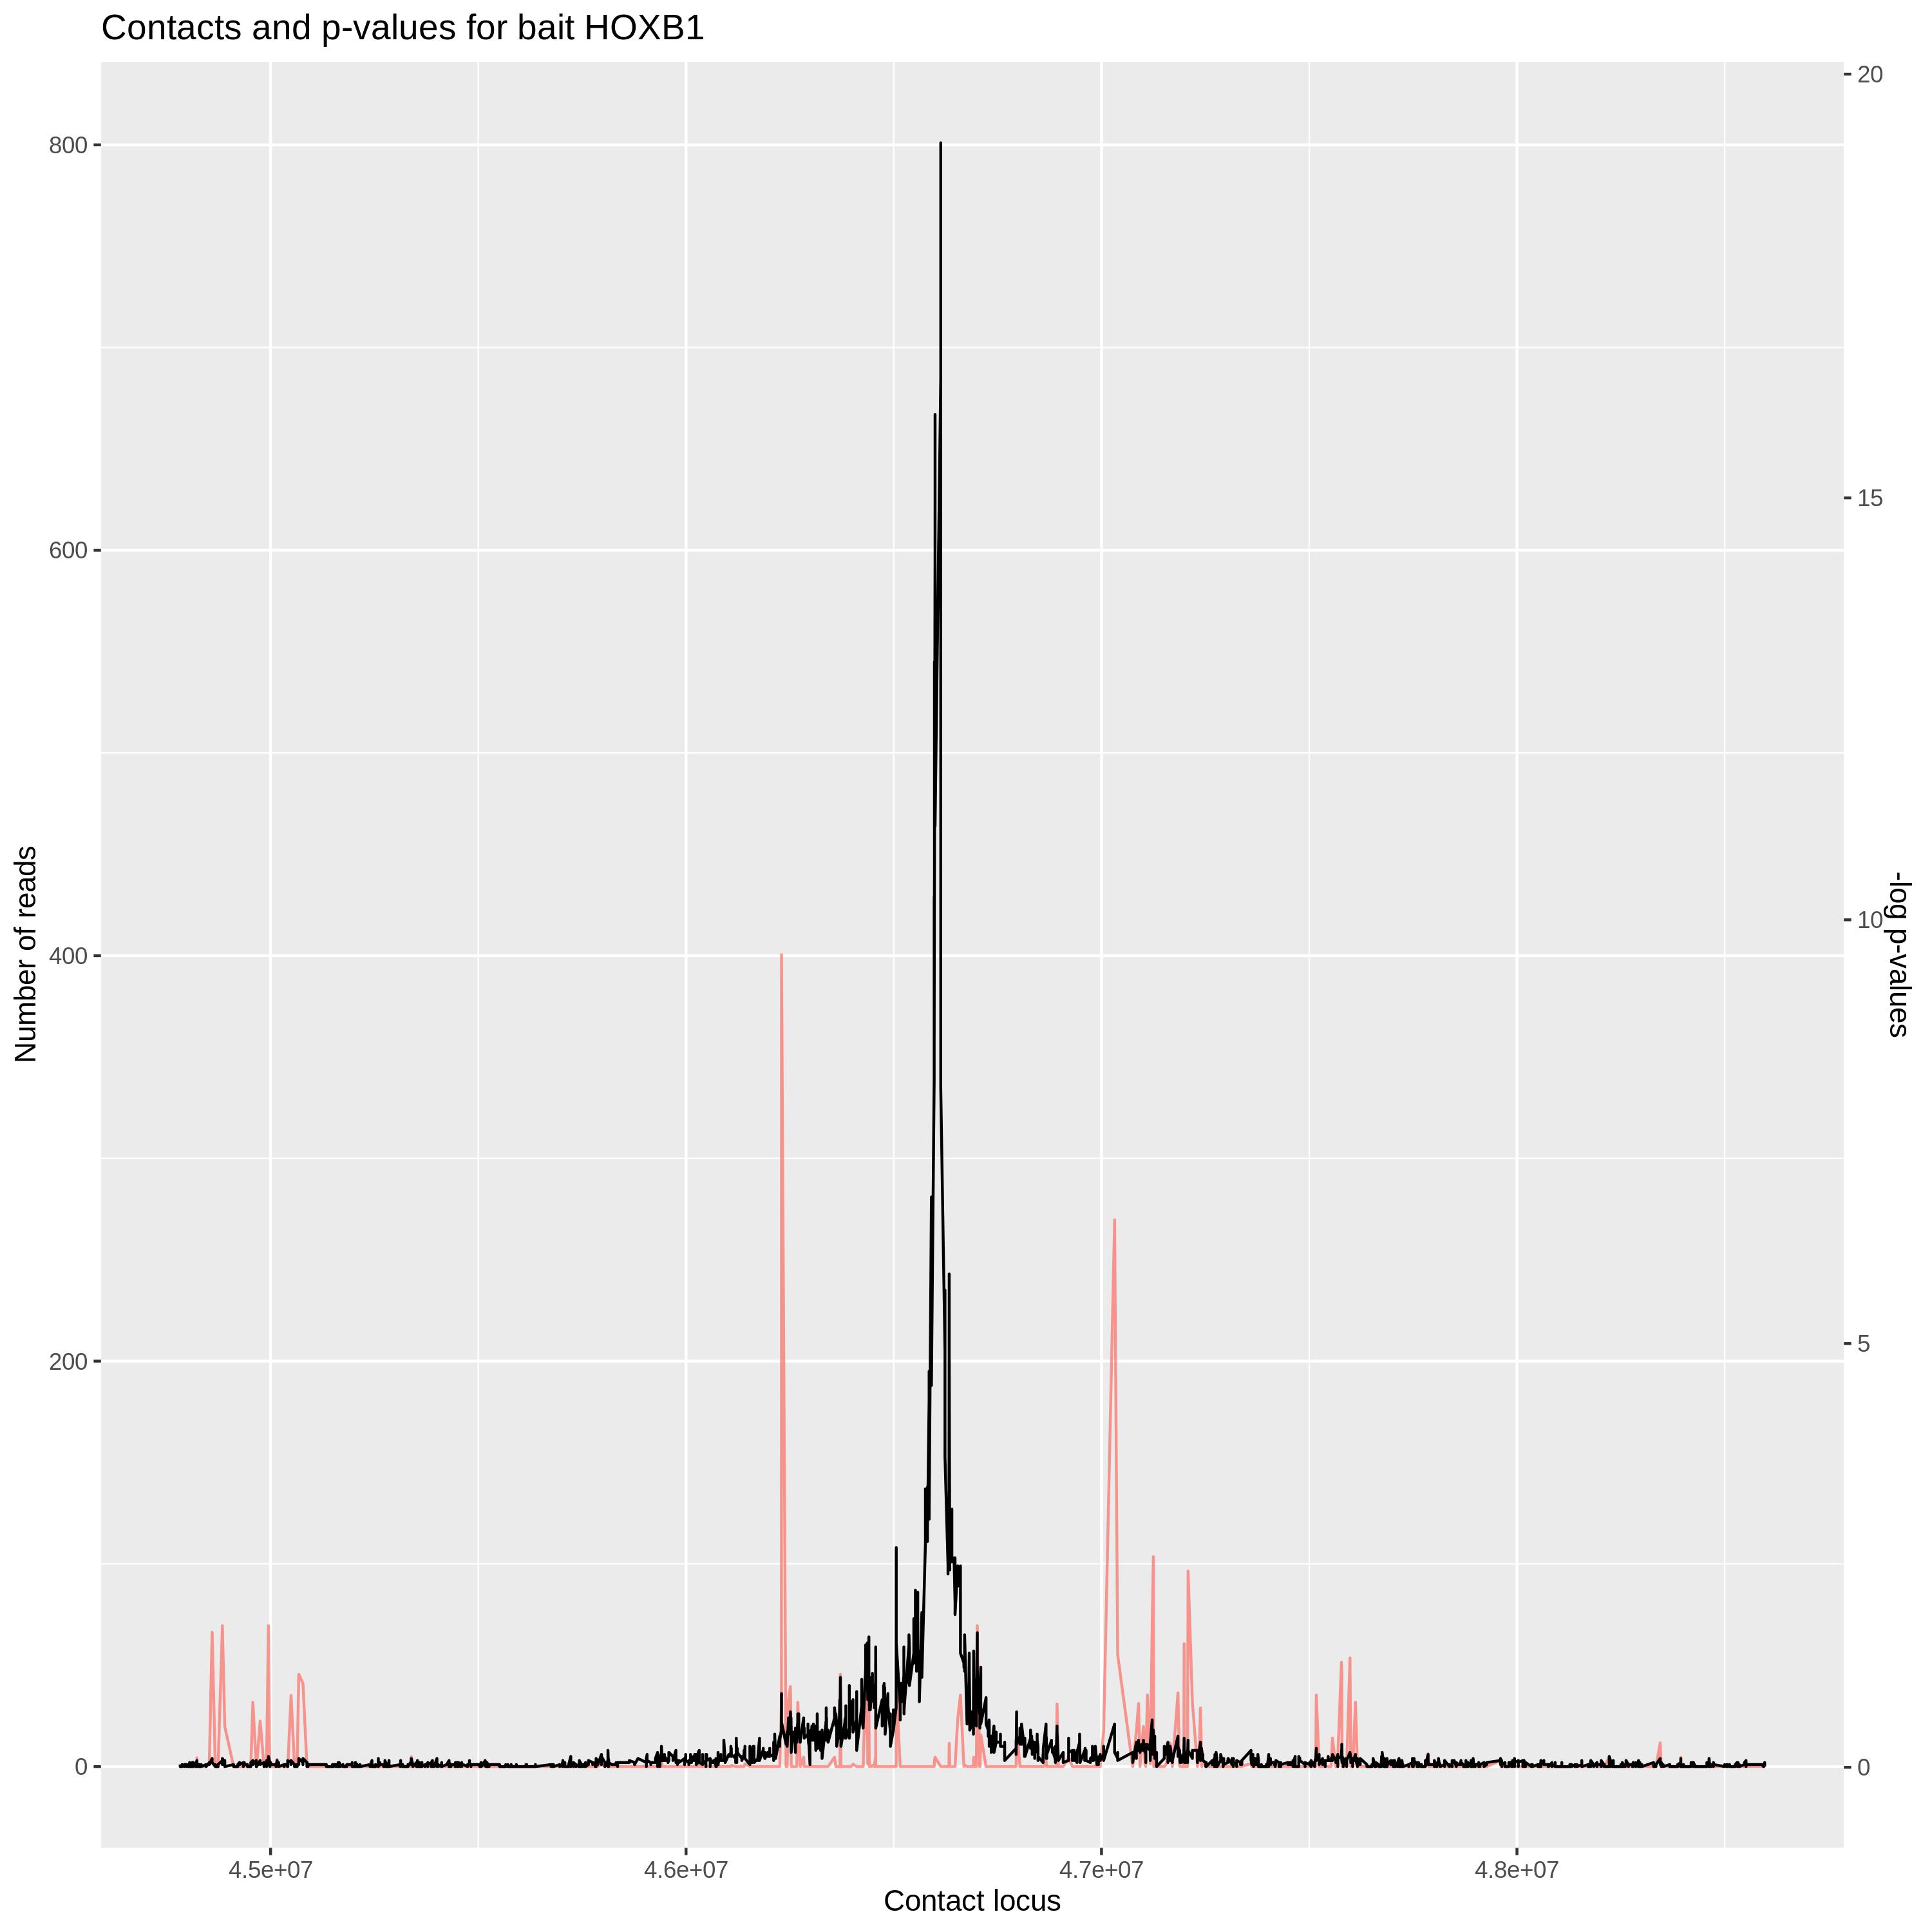 Contacts and p-values for bait HOXB1
Number of reads
800
600
400
200
0
20
15
10
5
0
-log p-values
4.5e+07
4.6e+07
4.7e+07
4.8e+07
Contact locus